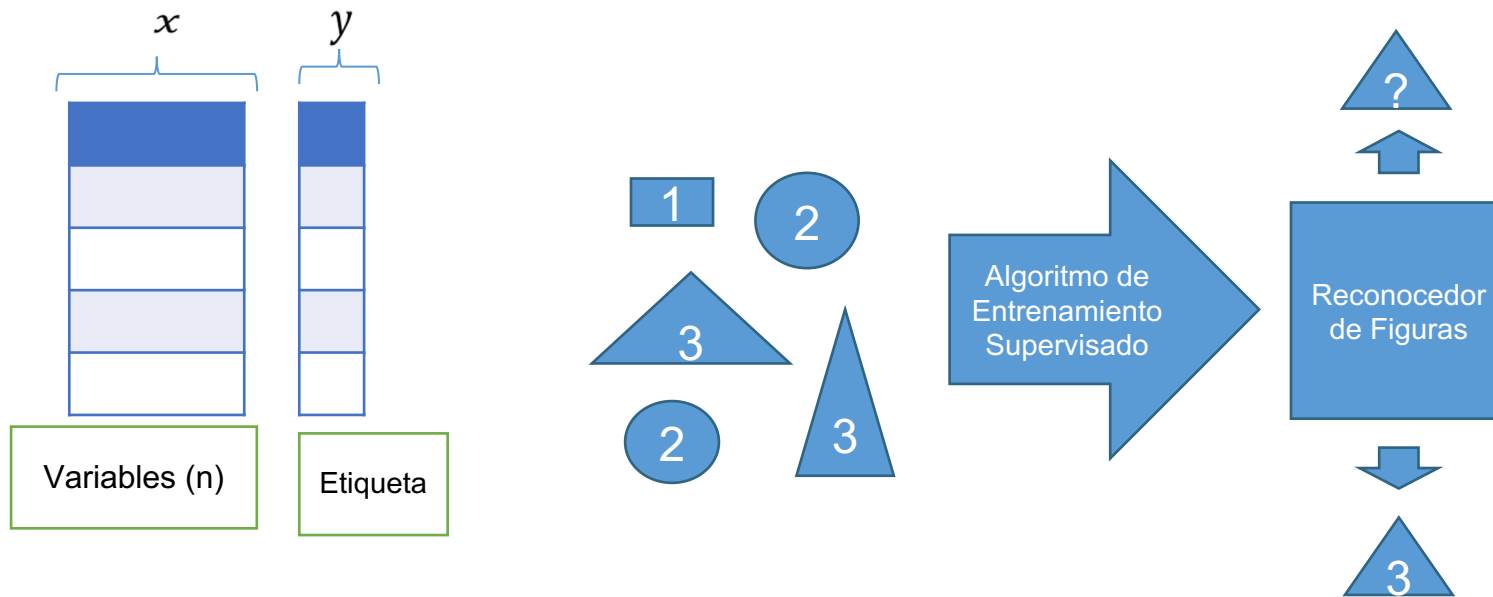 x
y
Variables (n)
Etiqueta
1
2
3
2
3
Algoritmo de
Entrenamiento
Supervisado
?
Reconocedor
de Figuras
3